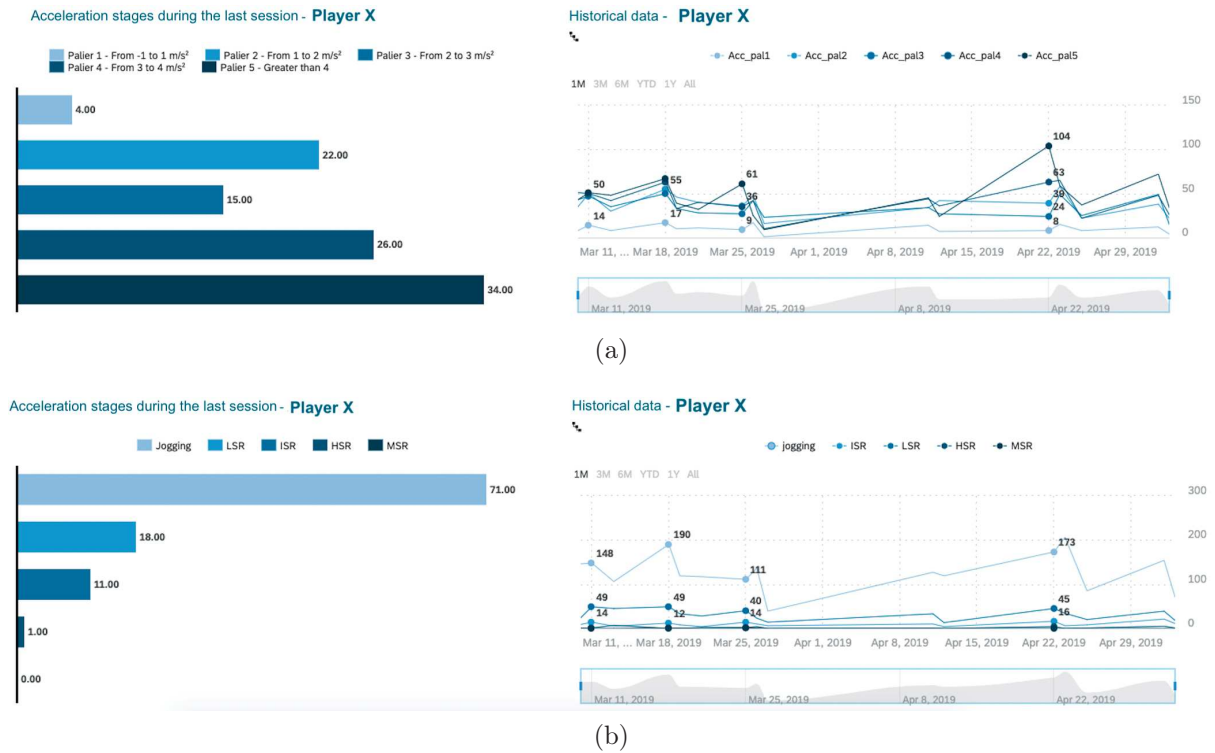 Acceleration stages during the last session - Player X
Palier 1 - From -1 to 1 m/s² Palier 2 - From 1 to 2 m/s² Palier 3 - From 2 to 3 m/s²
Palier 4 - From 3 to 4 m/s² Palier 5 - Greater than 4
4.00
22.00
15.00
26.00
34.00
Historical data - Player X
Acc_pal1 Acc_pal2 Acc_pal3 Acc_pal4 Acc_pal5
1M 3M 6M YTD 1Y All
150
100
50
0
50 55 61 104
14 17 36 63
9 39
24
8
Mar 11, ... Mar 18, 2019 Mar 25, 2019 Apr 1, 2019 Apr 8, 2019 Apr 15, 2019 Apr 22, 2019 Apr 29, 2019
Mar 11, 2019 Mar 25, 2019 Apr 8, 2019 Apr 22, 2019
(a)
Acceleration stages during the last session - Player X
Jogging LSR ISR HSR MSR
71.00
18.00
11.00
1.00
0.00
Historical data - Player X
jogging ISR LSR HSR MSR
1M 3M 6M YTD 1Y All
300
200
100
0
148 190 111 173
49 49 40 45
14 12 14 16
Mar 11, ... Mar 18, 2019 Mar 25, 2019 Apr 1, 2019 Apr 8, 2019 Apr 15, 2019 Apr 22, 2019 Apr 29, 2019
Mar 11, 2019 Mar 25, 2019 Apr 8, 2019 Apr 22, 2019
(b)